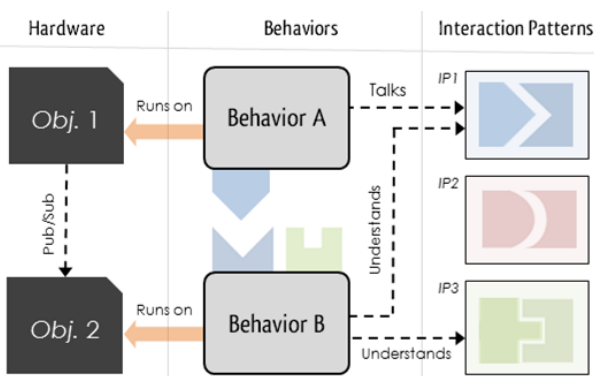 Hardware
Behaviors
Interaction Patterns
Obj. 1
Runs on
Behavior A
Talks
IP1
Pub/Sub
Understands
IP2
Obj. 2
Runs on
Behavior B
Understands
IP3